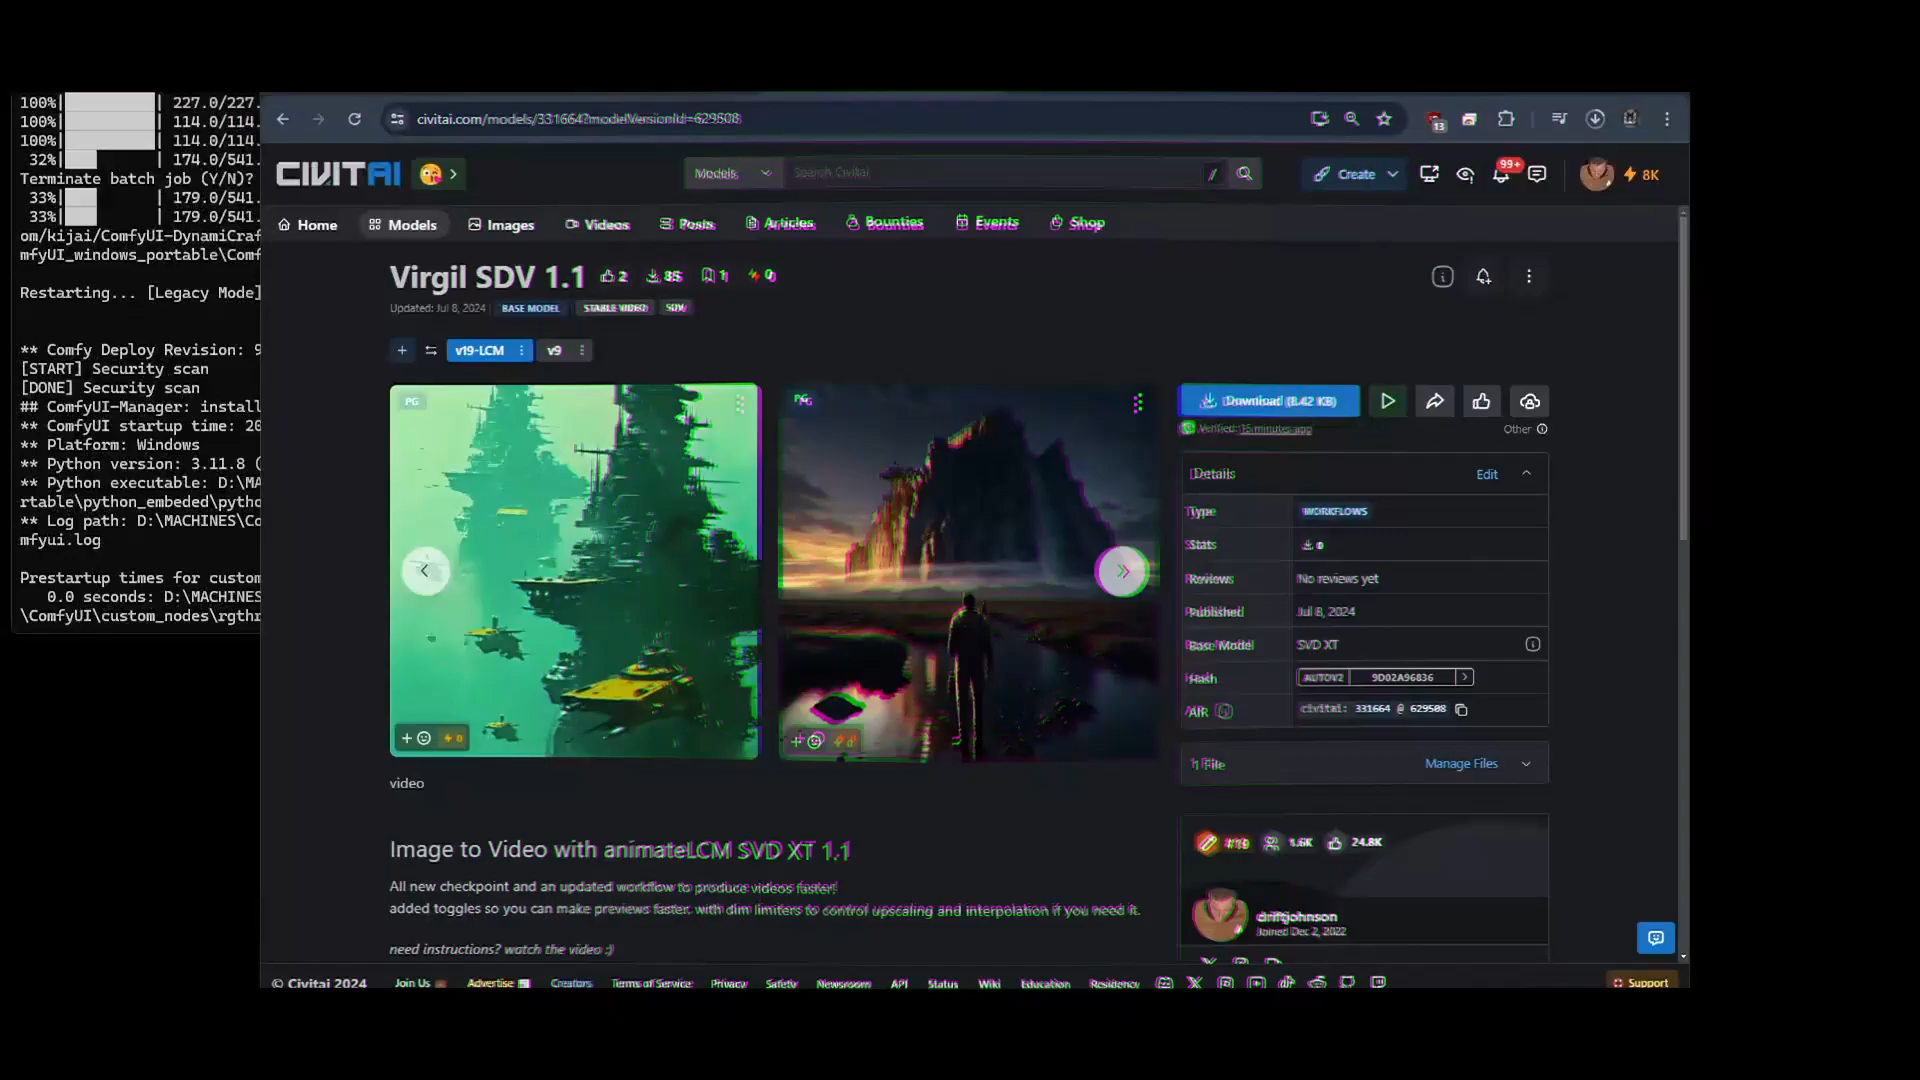 100%| | 227.0/227.
100%| | 114.0/114.
100%| | 114.0/114.
32%| | 174.0/541.
Terminate batch job (Y/N)?
33%| | 179.0/541.
33%| | 179.0/541.
om/kijai/ComfyUI-DynamiCraf
mfyUI_windows_portable\Comf
Restarting... [Legacy Mode]
** Comfy Deploy Revision: 9
[START] Security scan
[DONE] Security scan
## ComfyUI-Manager: install
** ComfyUI startup time: 20
** Platform: Windows
** Python version: 3.11.8 (
** Python executable: D:\MA
rtable\python_embeded\pytho
** Log path: D:\MACHINES\Co
mfyui.log
Prestartup times for custom
0.0 seconds: D:\MACHINES
\ComfyUI\custom_nodes\rgthr
civitai.com/models/331664?modelVersionId=629508
13
CIVITAI
Models
Search Civitai
/
Create
99+
8K
Home
Models
Images
Videos
Posts
Articles
Bounties
Events
Shop
Virgil SDV 1.1
2
85
1
0
Updated: Jul 8, 2024
BASE MODEL
STABLE VIDEO
SDV
v19-LCM
v9
PG
PG
Download (8.42 KB)
Verified: 15 minutes ago
Other
Details
Edit
Type
WORKFLOWS
Stats
0
Reviews
No reviews yet
Published
Jul 8, 2024
Base Model
SVD XT
Hash
AUTOV2
9D02A96836
AIR
civitai: 331664 @ 629508
1 File
Manage Files
video
Image to Video with animateLCM SVD XT 1.1
All new checkpoint and an updated workflow to produce videos faster!
added toggles so you can make previews faster. with dim limiters to control upscaling and interpolation if you need it.
need instructions? watch the video :)
#19
1.6K
24.8K
driftjohnson
Joined Dec 2, 2022
© Civitai 2024
Join Us
Advertise
Creators
Terms of Service
Privacy
Safety
Newsroom
API
Status
Wiki
Education
Residency
Support